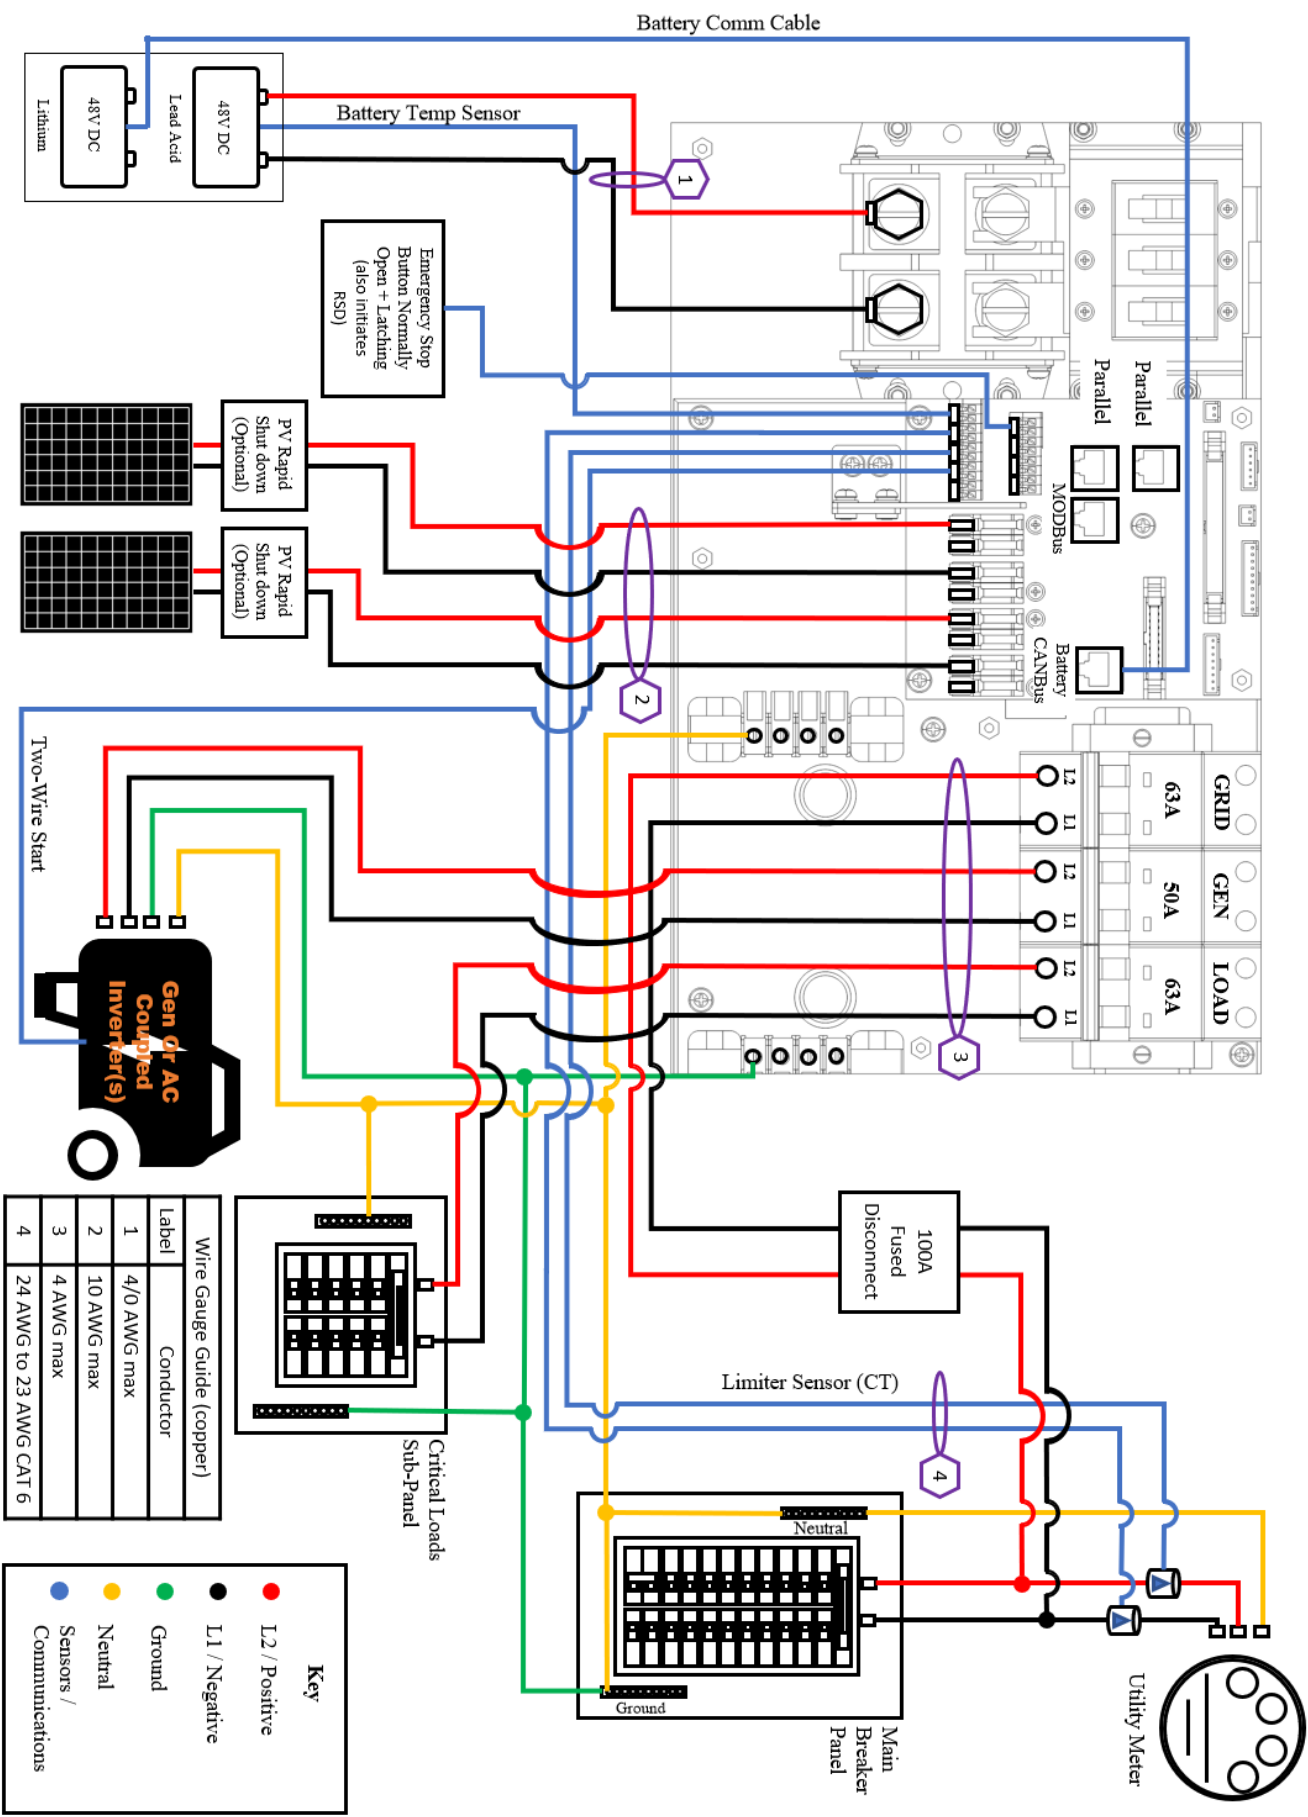 Battery Comm Cable
48V DC
Lithium
48V DC
Lead Acid
Battery Temp Sensor
1
Emergency Stop
Button Normally
Open + Latching
(also initiates
RSD)
Parallel
Parallel
MODBus
Battery
CANBus
PV Rapid
Shut down
(Optional)
PV Rapid
Shut down
(Optional)
2
Two-Wire Start
GRID
63A
L2
L1
GEN
50A
L2
L1
LOAD
63A
L2
L1
3
Gen Or AC
Coupled
Inverter(s)
100A
Fused
Disconnect
Limiter Sensor (CT)
4
Critical Loads
Sub-Panel
Neutral
Ground
Main
Breaker
Panel
Utility Meter
Wire Gauge Guide (copper)
Label Conductor
1 4/0 AWG max
2 10 AWG max
3 4 AWG max
4 24 AWG to 23 AWG CAT 6
Key
L2 / Positive
L1 / Negative
Ground
Neutral
Sensors /
Communications